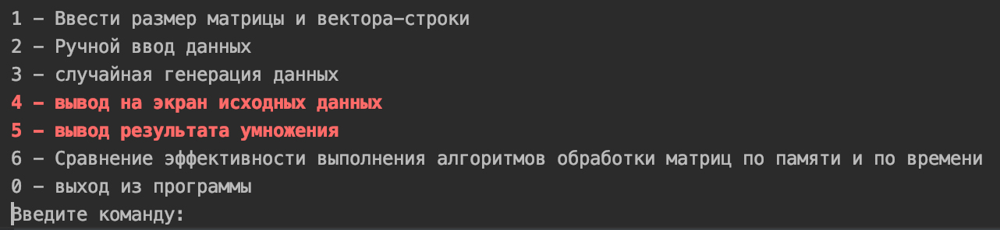 1 – Ввести размер матрицы и вектора–строки
2 – Ручной ввод данных
3 – случайная генерация данных
4 – вывод на экран исходных данных
5 – вывод результата умножения
6 – Сравнение эффективности выполнения алгоритмов обработки матриц по памяти и по времени
0 – выход из программы
Введите команду: